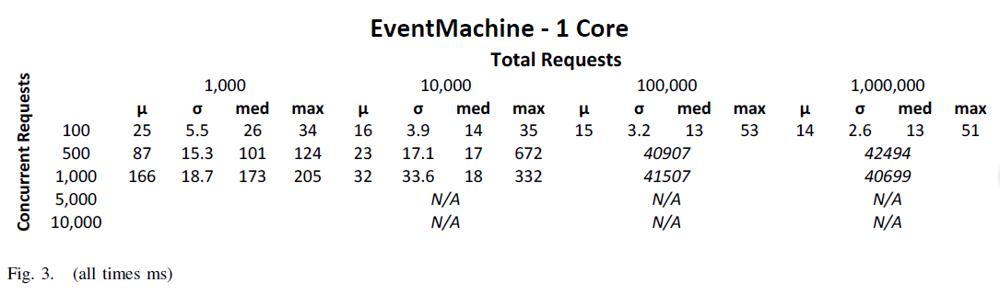 EventMachine - 1 Core
Total Requests
Concurrent Requests
1,000 10,000 100,000 1,000,000
μ σ med max μ σ med max μ σ med max μ σ med max
100 25 5.5 26 34 16 3.9 14 35 15 3.2 13 53 14 2.6 13 51
500 87 15.3 101 124 23 17.1 17 672 40907 42494
1,000 166 18.7 173 205 32 33.6 18 332 41507 40699
5,000 N/A N/A N/A
10,000 N/A N/A N/A
Fig. 3. (all times ms)